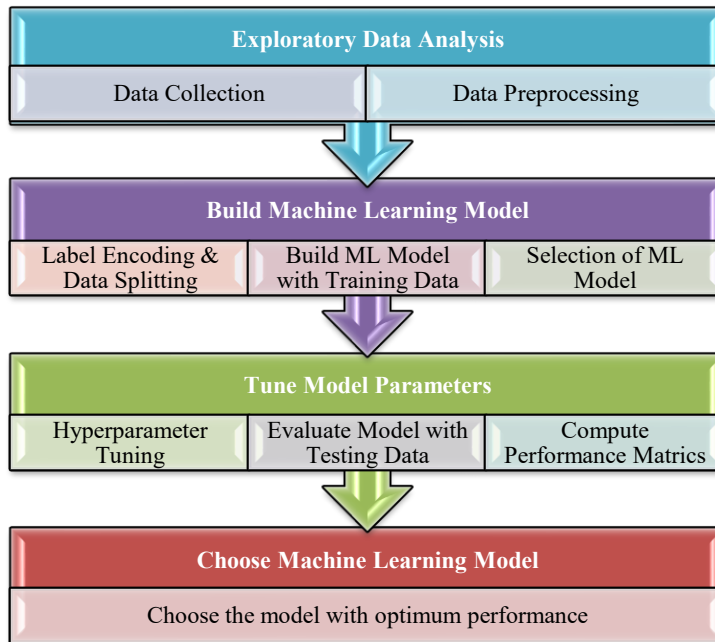 Exploratory Data Analysis
Data Collection
Data Preprocessing
Build Machine Learning Model
Label Encoding &
Data Splitting
Build ML Model
with Training Data
Selection of ML
Model
Tune Model Parameters
Hyperparameter
Tuning
Evaluate Model with
Testing Data
Compute
Performance Matrics
Choose Machine Learning Model
Choose the model with optimum performance